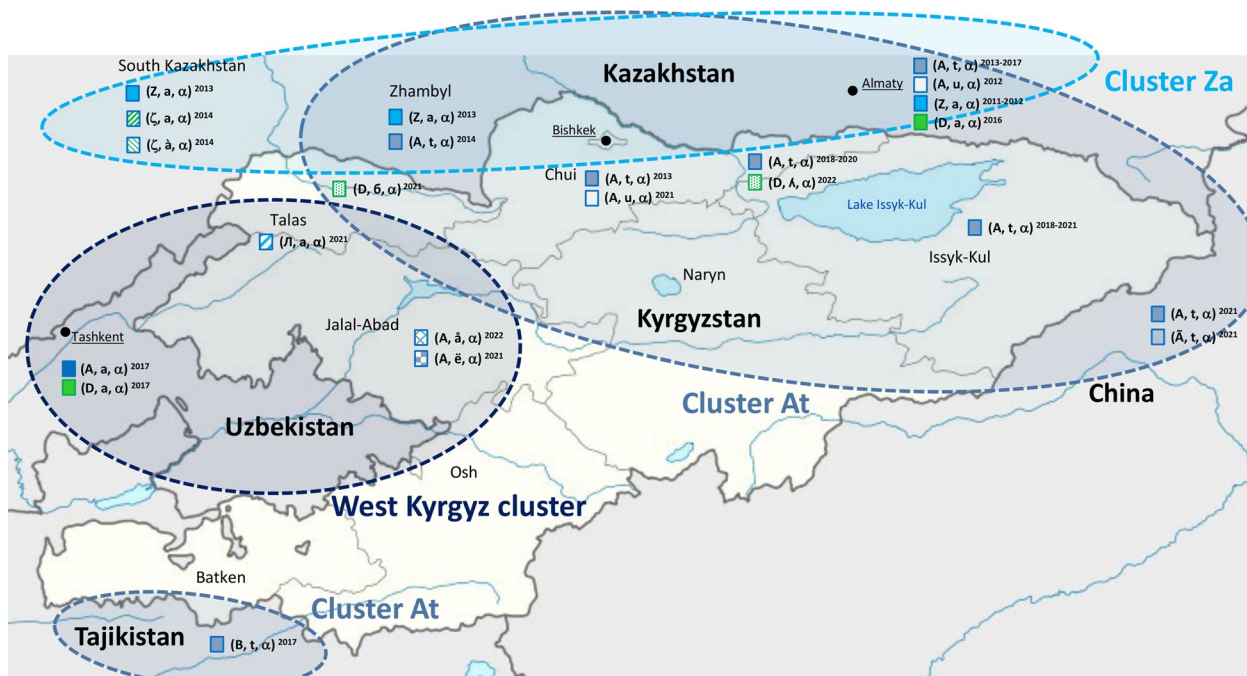 South Kazakhstan
(Z, a, α) 2013
(ζ, a, α) 2014
(ζ, à, α) 2014
Zhambyl
(Z, a, α) 2013
(A, t, α) 2014
Kazakhstan
Almaty
(A, t, α) 2013-2017
(A, u, α) 2012
(Z, a, α) 2011-2012
(D, a, α) 2016
Cluster Za
Bishkek
Chui
(A, t, α) 2013
(A, u, α) 2021
(A, t, α) 2018-2020
(D, ʎ, α) 2022
(D, б, α) 2021
Talas
(Л, a, α) 2021
Lake Issyk-Kul
(A, t, α) 2018-2021
Issyk-Kul
Naryn
Kyrgyzstan
Tashkent
(A, a, α) 2017
(D, a, α) 2017
Jalal-Abad
(A, å, α) 2022
(A, ë, α) 2021
(A, t, α) 2021
(Ã, t, α) 2021
China
Cluster At
Uzbekistan
Osh
West Kyrgyz cluster
Batken
Cluster At
Tajikistan
(B, t, α) 2017